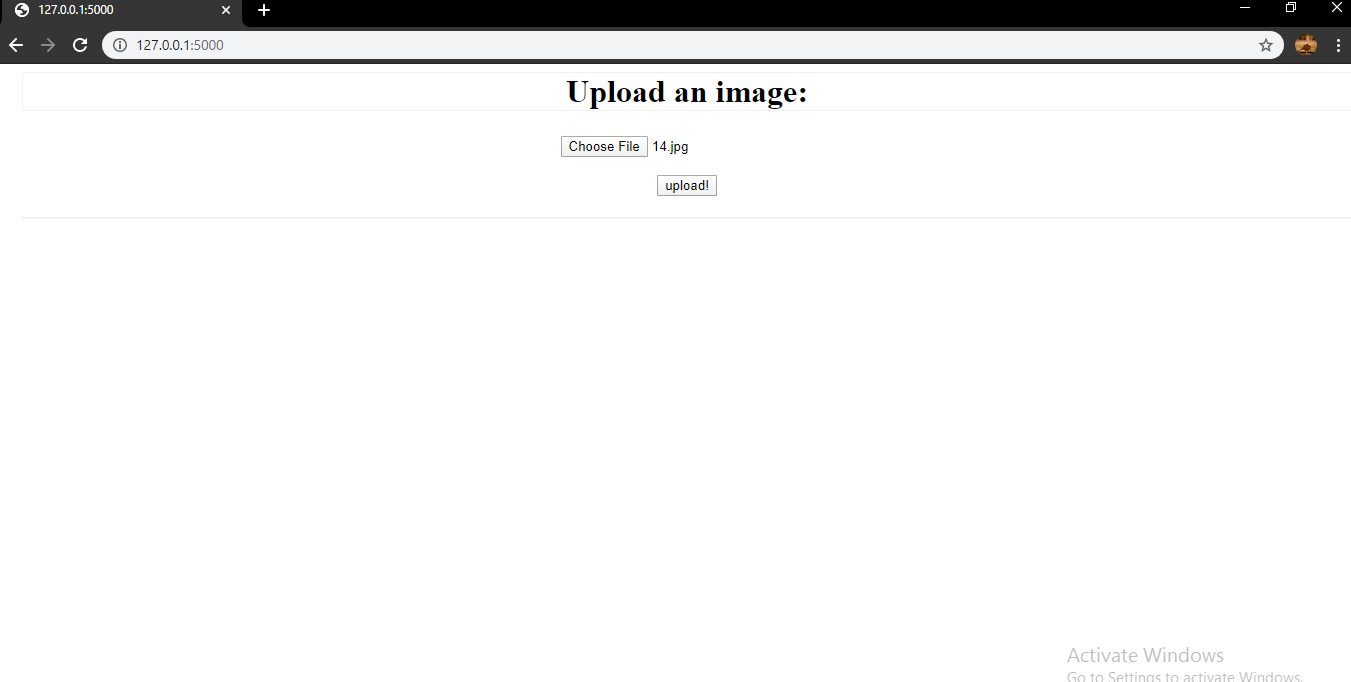 127.0.0.1:5000
127.0.0.1:5000
Upload an image:
Choose File 14.jpg
upload!
Activate Windows
Go to Settings to activate Windows.